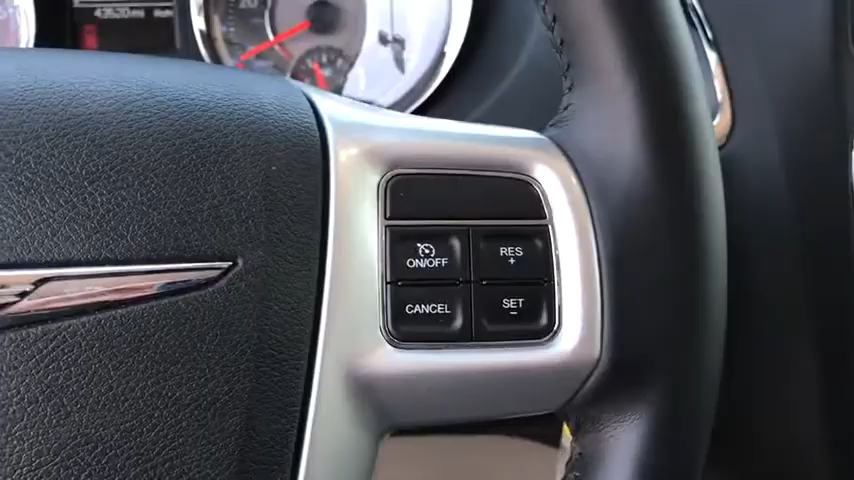 ON/OFF
RES
+
CANCEL
SET
-